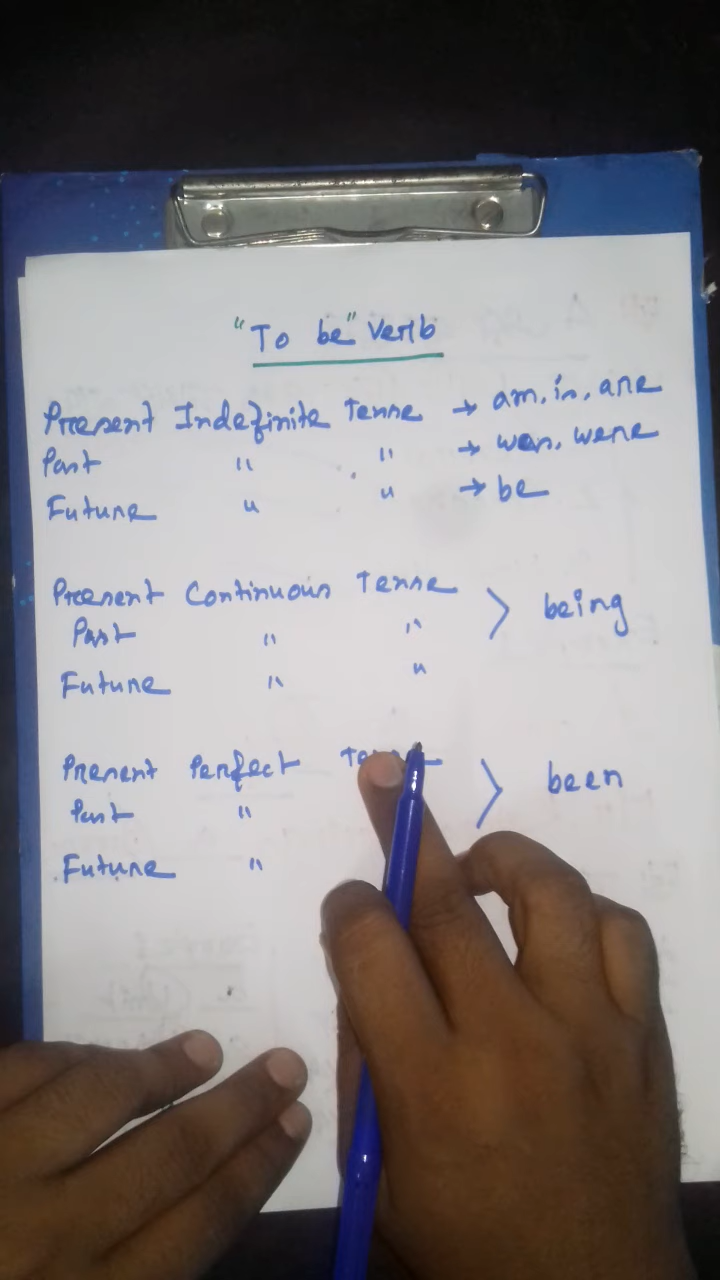 "To be" Verb
Present Indefinite Tense → am, is, are
Past " " → was, were
Future " " → be
Present Continuous Tense > being
Past " "
Future " "
Present Perfect Tense > been
Past "
Future "